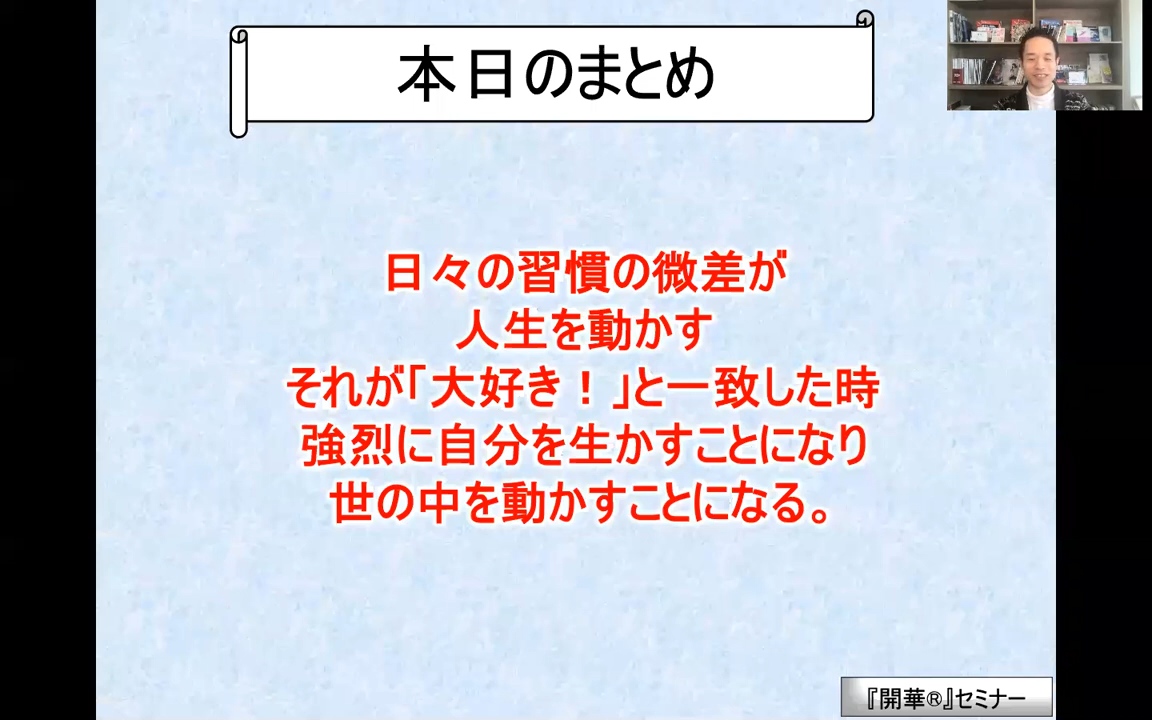 本日のまとめ
日々の習慣の微差が
人生を動かす
それが「大好き！」と一致した時
強烈に自分を生かすことになり
世の中を動かすことになる。
『開華®』セミナー